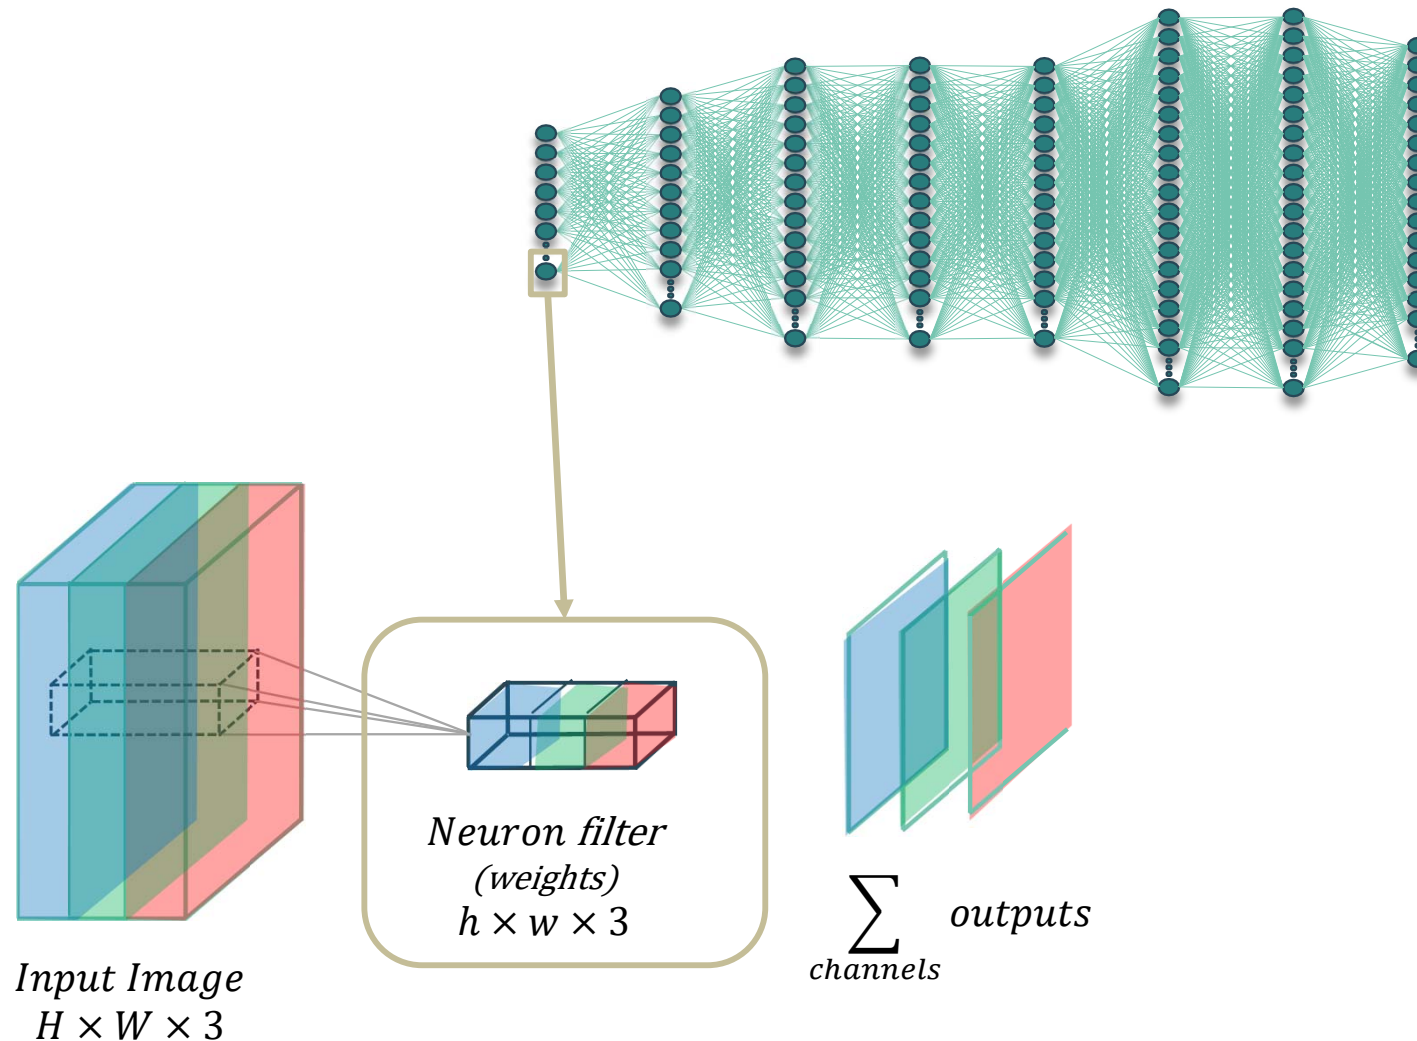 Neuron filter
(weights)
h × w × 3
∑ outputs
channels
Input Image
H × W × 3